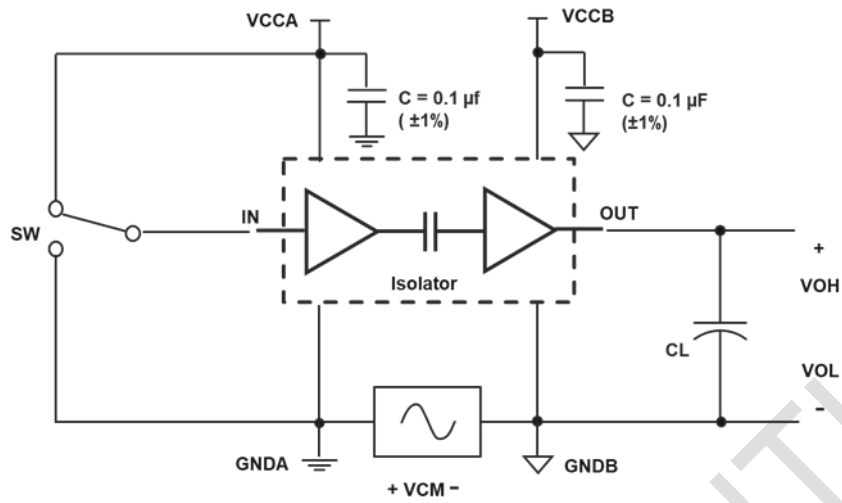 VCCA
VCCB
C = 0.1 µf
( ±1%)
C = 0.1 µF
(±1%)
IN
OUT
SW
Isolator
+
VOH
CL
VOL
-
GNDA
GNDB
+ VCM -